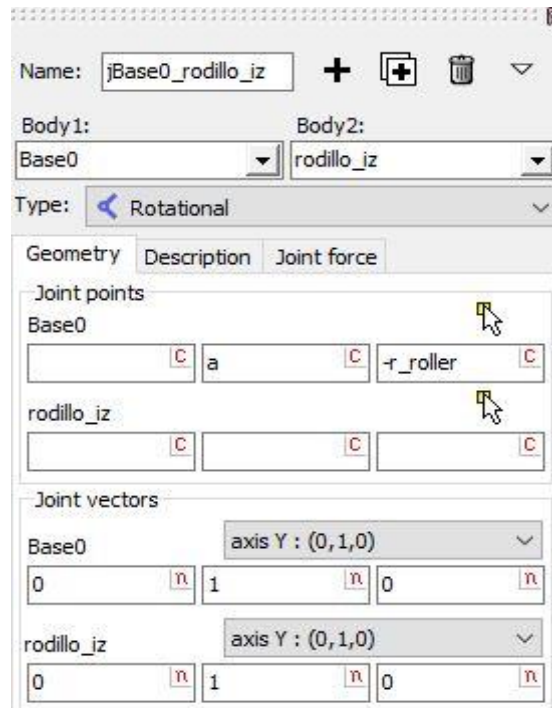 Name: jBase0_rodillo_iz
Body1: Body2:
Base0 rodillo_iz
Type: Rotational
Geometry Description Joint force
Joint points
Base0
C a C -r_roller C
rodillo_iz
C C C
Joint vectors
Base0 axis Y : (0,1,0)
0 n 1 n 0 n
rodillo_iz axis Y : (0,1,0)
0 n 1 n 0 n